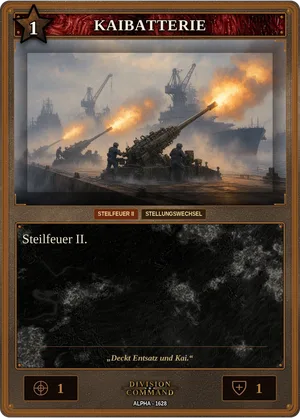 1
KAIBATTERIE
STEILFEUER II
STELLUNGSWECHSEL
Steilfeuer II.
„Deckt Entsatz und Kai.“
1
DIVISION
COMMAND
ALPHA - 1628
1